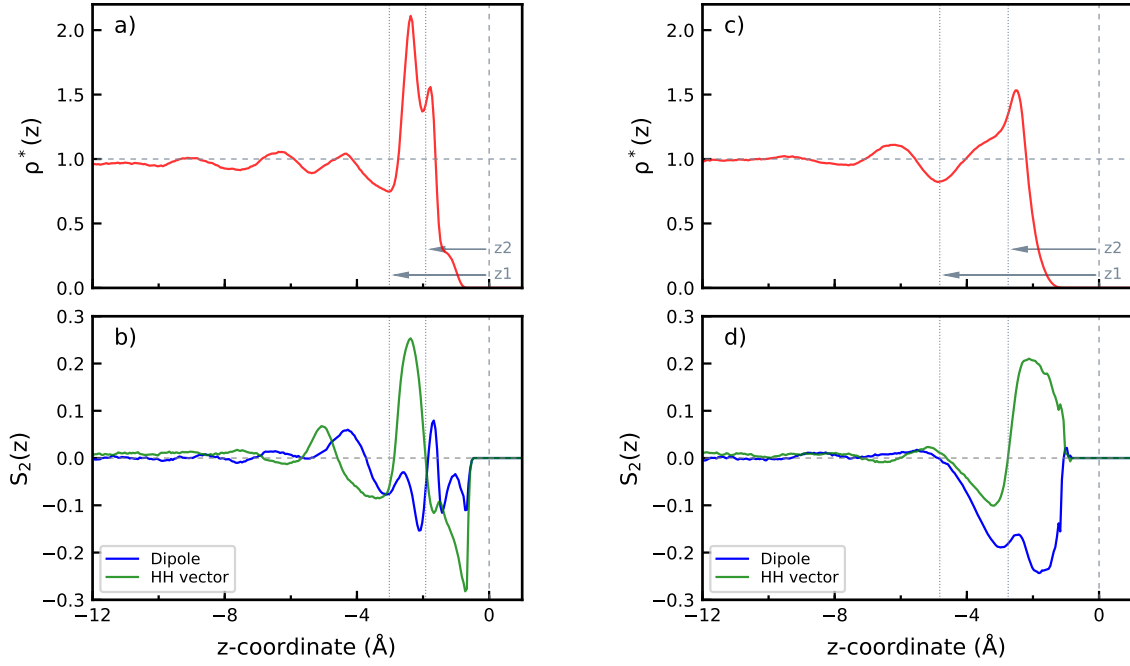 a)
2.0
1.5
1.0
0.5
0.0
ρ*(z)
z2
z1
c)
2.0
1.5
1.0
0.5
0.0
ρ*(z)
z2
z1
b)
0.3
0.2
0.1
0.0
−0.1
−0.2
−0.3
S₂(z)
Dipole
HH vector
−12
−8
−4
0
z-coordinate (Å)
d)
0.3
0.2
0.1
0.0
−0.1
−0.2
−0.3
S₂(z)
Dipole
HH vector
−12
−8
−4
0
z-coordinate (Å)